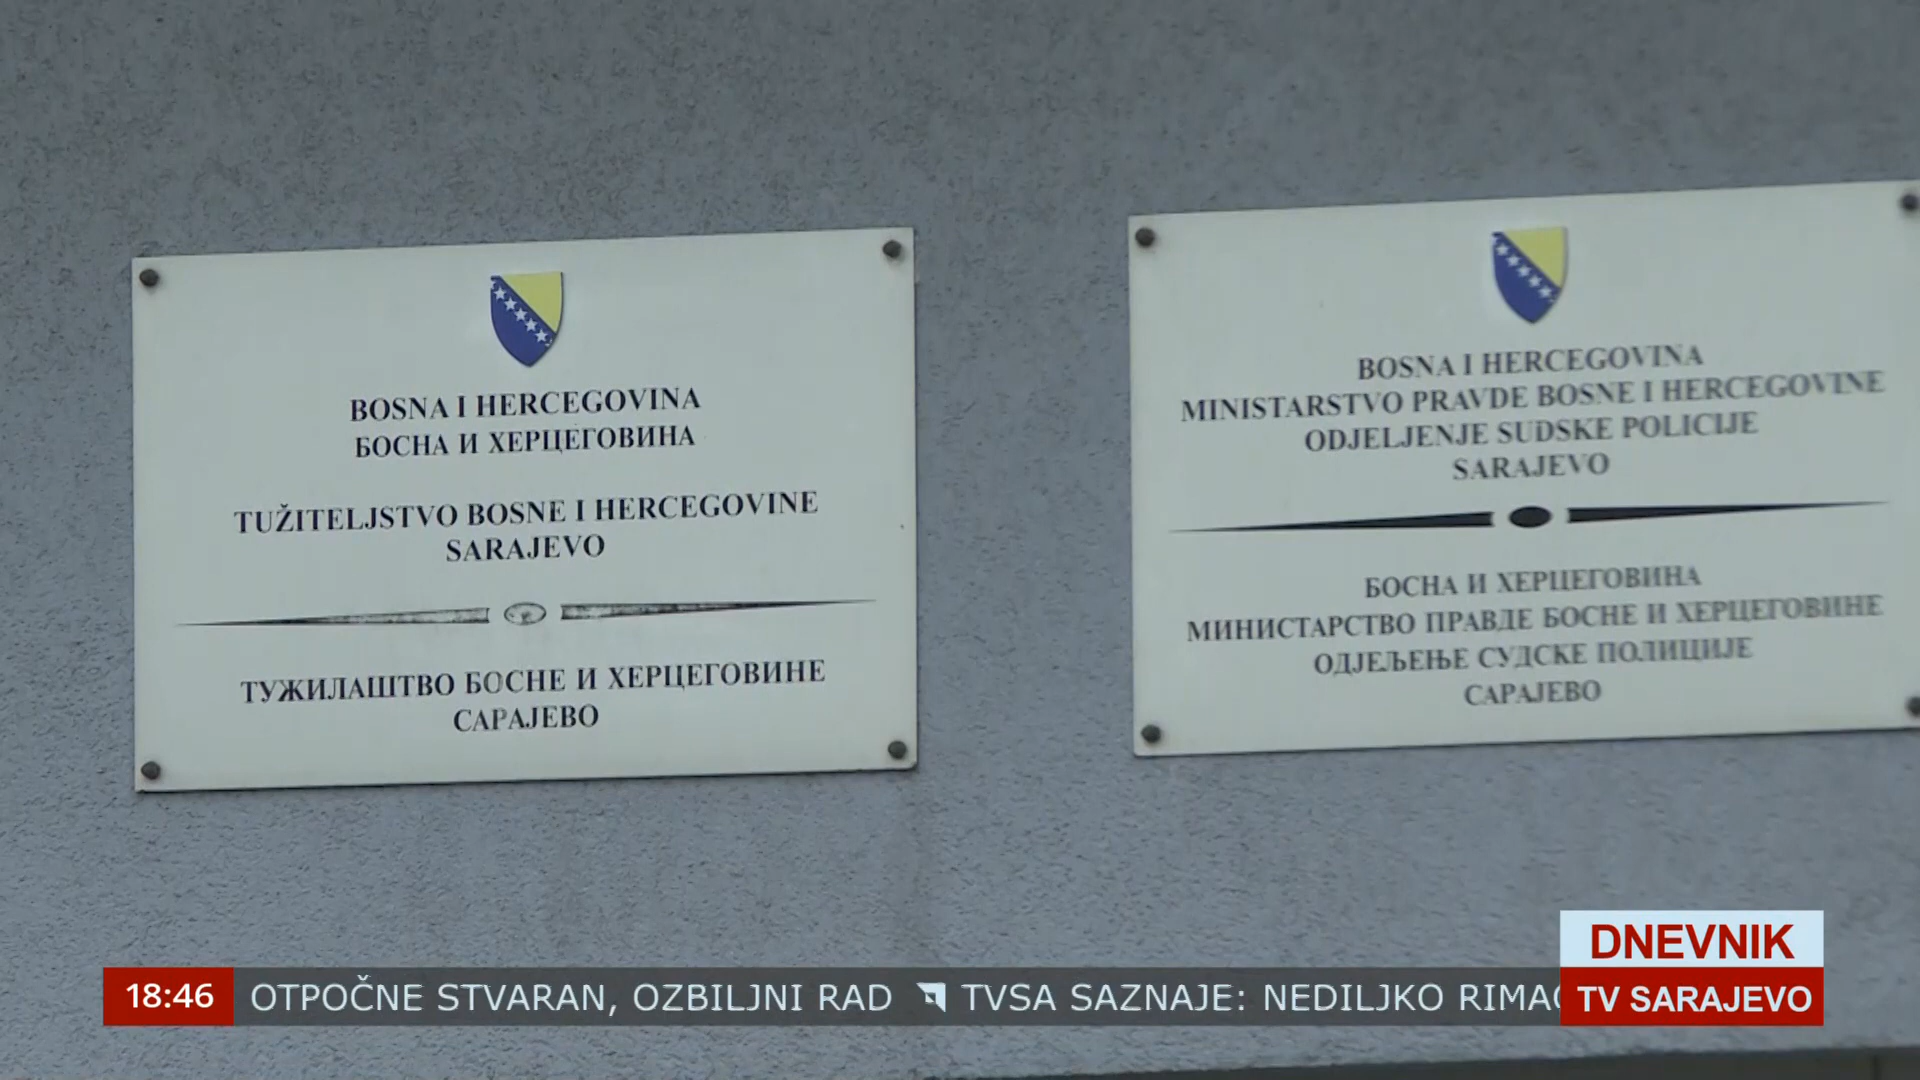 BOSNA I HERCEGOVINA
БОСНА И ХЕРЦЕГОВИНА
TUŽITELJSTVO BOSNE I HERCEGOVINE
SARAJEVO
ТУЖИЛАШТВО БОСНЕ И ХЕРЦЕГОВИНЕ
САРАЈЕВО
BOSNA I HERCEGOVINA
MINISTARSTVO PRAVDE BOSNE I HERCEGOVINE
ODJELJENJE SUDSKE POLICIJE
SARAJEVO
БОСНА И ХЕРЦЕГОВИНА
МИНИСТАРСТВО ПРАВДЕ БОСНЕ И ХЕРЦЕГОВИНЕ
ОДЈЕЉЕЊЕ СУДСКЕ ПОЛИЦИЈЕ
САРАЈЕВО
DNEVNIK
18:46 OTPOČNE STVARAN, OZBILJNI RAD TVSA SAZNAJE: NEDILJKO
TV SARAJEVO